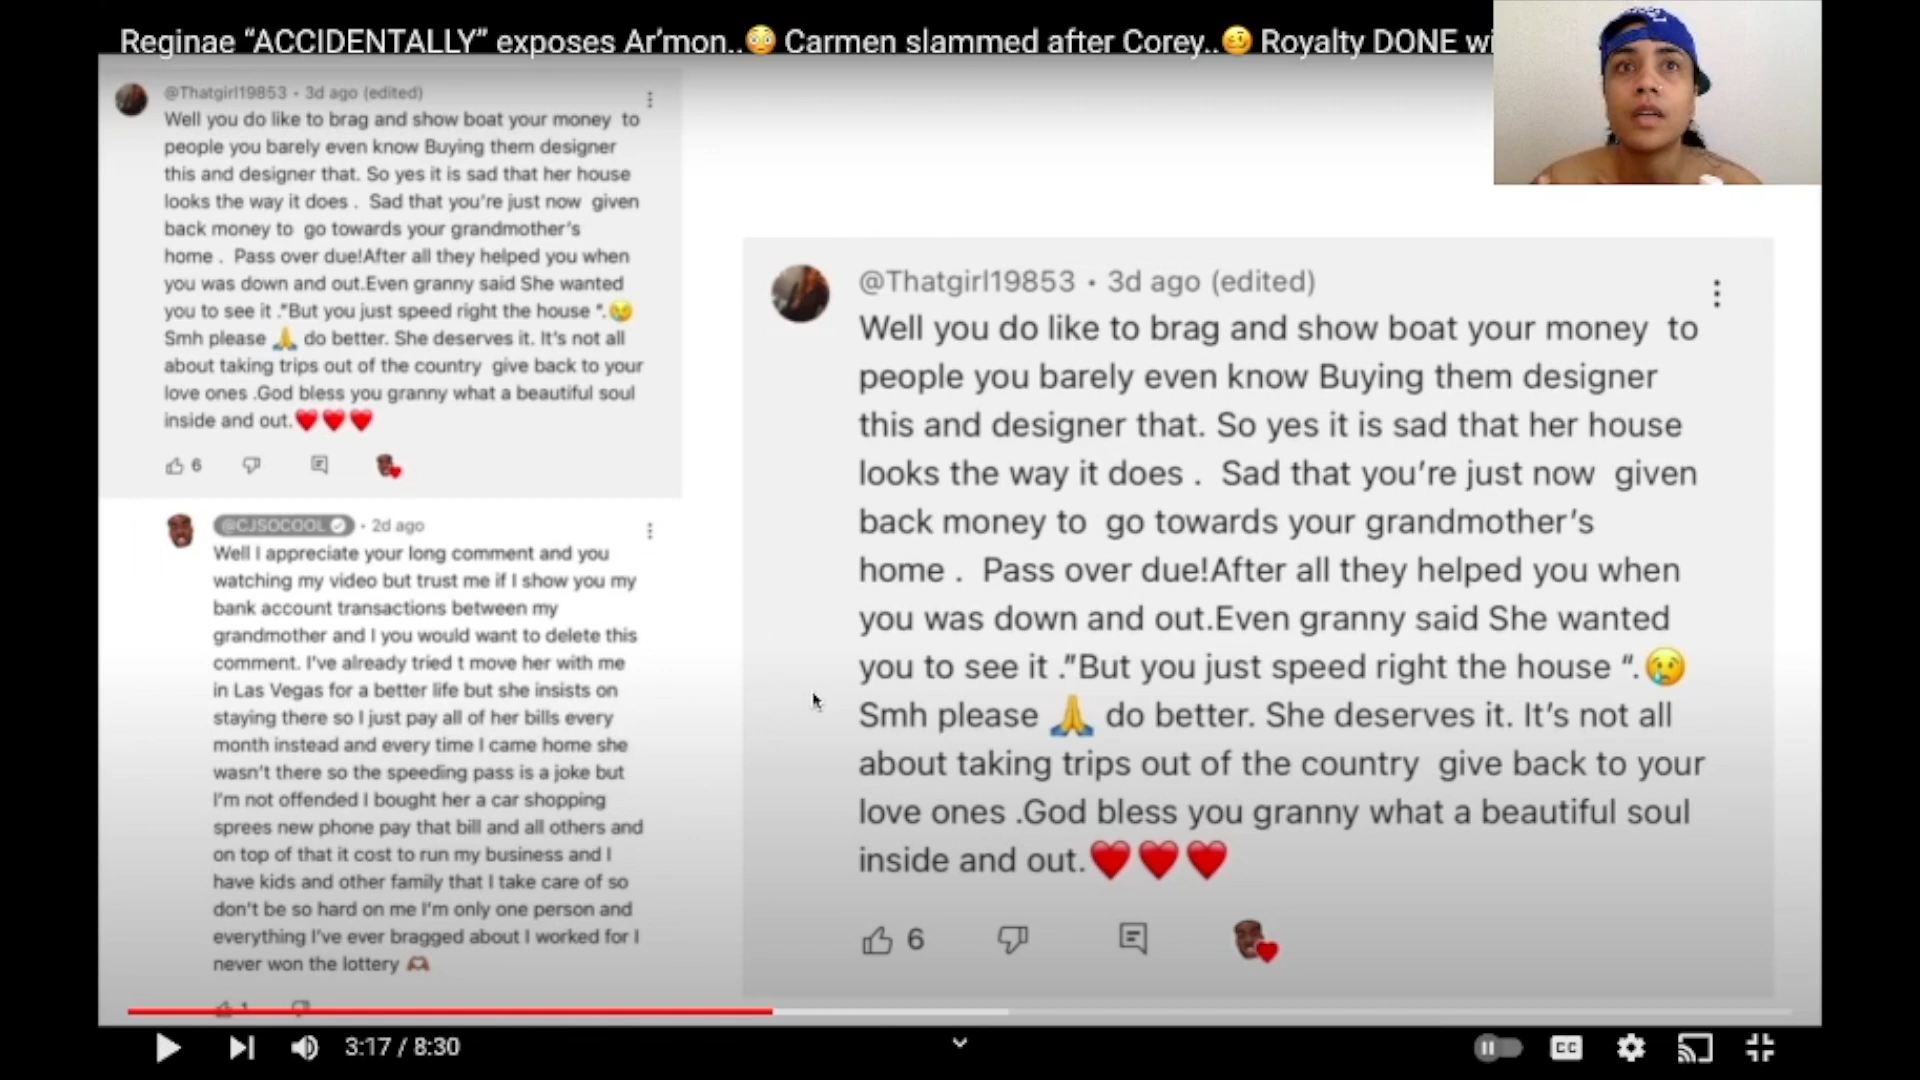 Reginae “ACCIDENTALLY” exposes Ar’mon..😳 Carmen slammed after Corey..🥴 Royalty DONE wi
@Thatgirl19853 • 3d ago (edited)
Well you do like to brag and show boat your money  to
people you barely even know Buying them designer
this and designer that. So yes it is sad that her house
looks the way it does .  Sad that you’re just now  given
back money to  go towards your grandmother’s
home .  Pass over due!After all they helped you when
you was down and out.Even granny said She wanted
you to see it ."But you just speed right the house “.😢
Smh please 🙏 do better. She deserves it. It’s not all
about taking trips out of the country  give back to your
love ones .God bless you granny what a beautiful soul
inside and out.❤️❤️❤️
6
@CJSOCOOL • 2d ago
Well I appreciate your long comment and you
watching my video but trust me if I show you my
bank account transactions between my
grandmother and I you would want to delete this
comment. I’ve already tried t move her with me
in Las Vegas for a better life but she insists on
staying there so I just pay all of her bills every
month instead and every time I came home she
wasn’t there so the speeding pass is a joke but
I’m not offended I bought her a car shopping
sprees new phone pay that bill and all others and
on top of that it cost to run my business and I
have kids and other family that I take care of so
don’t be so hard on me I’m only one person and
everything I’ve ever bragged about I worked for I
never won the lottery 🫶🏾
1
@Thatgirl19853 • 3d ago (edited)
Well you do like to brag and show boat your money  to
people you barely even know Buying them designer
this and designer that. So yes it is sad that her house
looks the way it does .  Sad that you’re just now  given
back money to  go towards your grandmother’s
home .  Pass over due!After all they helped you when
you was down and out.Even granny said She wanted
you to see it ."But you just speed right the house “.😢
Smh please 🙏 do better. She deserves it. It’s not all
about taking trips out of the country  give back to your
love ones .God bless you granny what a beautiful soul
inside and out.❤️❤️❤️
6
3:17 / 8:30
CC